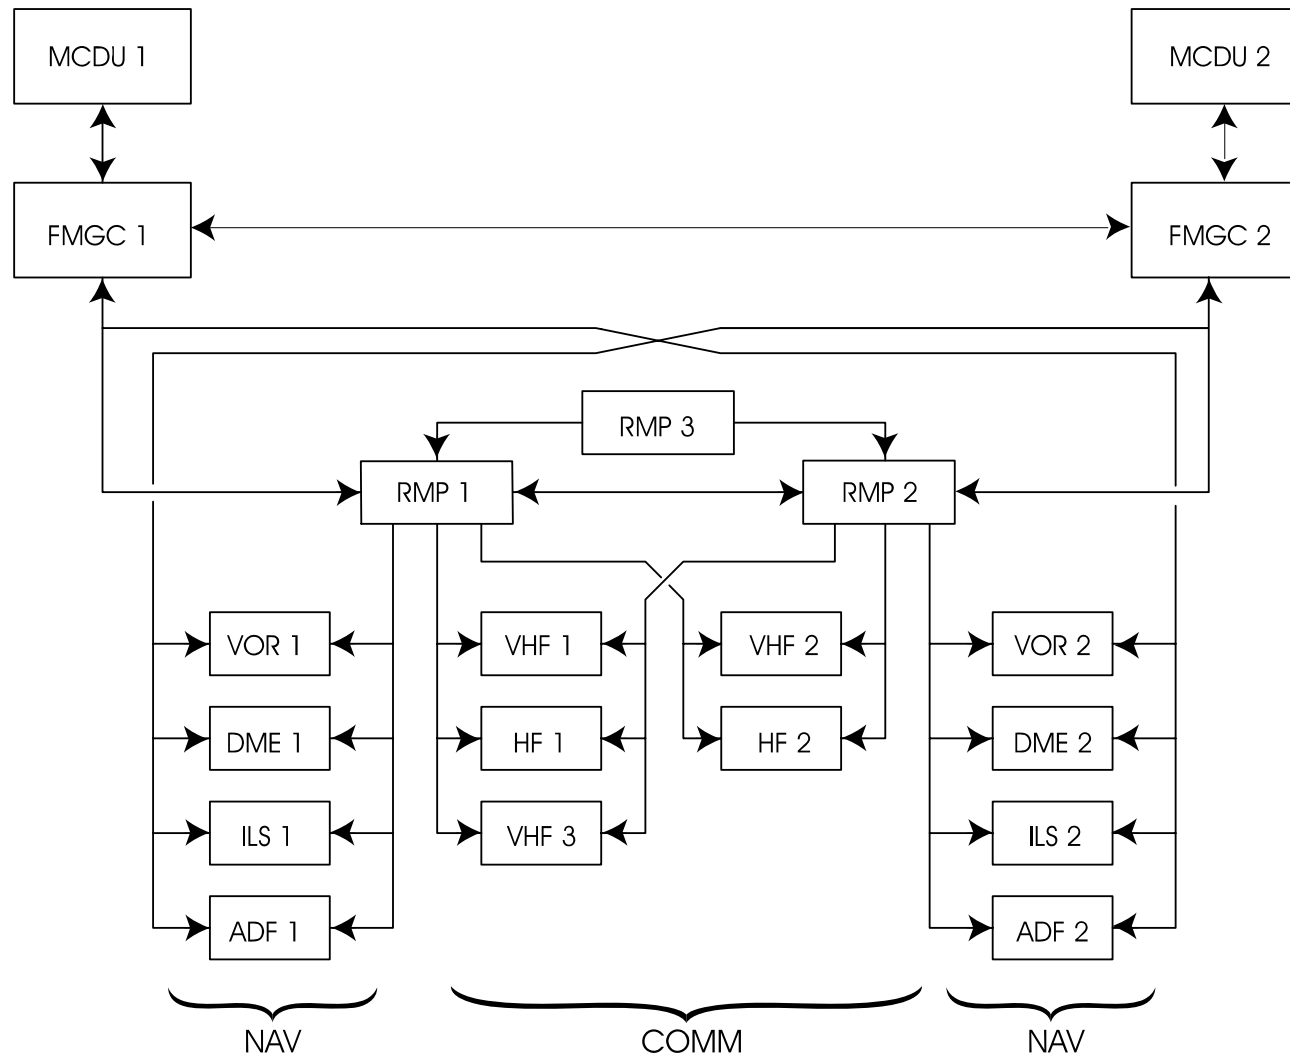 MCDU 1
MCDU 2
FMGC 1
FMGC 2
RMP 3
RMP 1
RMP 2
VOR 1
VHF 1
VHF 2
VOR 2
DME 1
HF 1
HF 2
DME 2
ILS 1
VHF 3
ILS 2
ADF 1
ADF 2
NAV
COMM
NAV